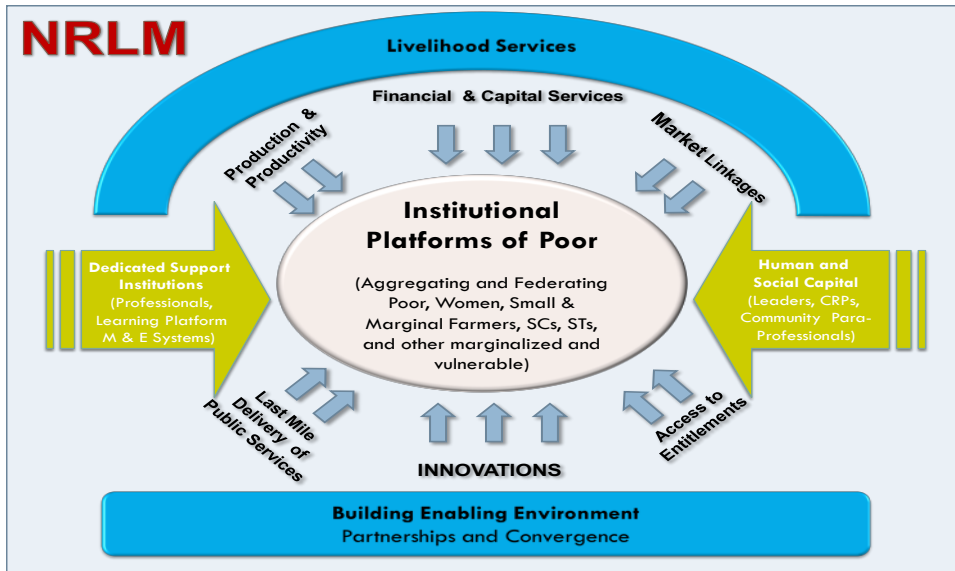 NRLM
Livelihood Services
Financial & Capital Services
Production &
Productivity
Market Linkages
Institutional
Platforms of Poor
(Aggregating and Federating
Poor, Women, Small &
Marginal Farmers, SCs, STs,
and other marginalized and
vulnerable)
Dedicated Support
Institutions
(Professionals,
Learning Platform
M & E Systems)
Human and
Social Capital
(Leaders, CRPs,
Community Para-
Professionals)
Last Mile
Delivery of
Public Services
INNOVATIONS
Access to
Entitlements
Building Enabling Environment
Partnerships and Convergence